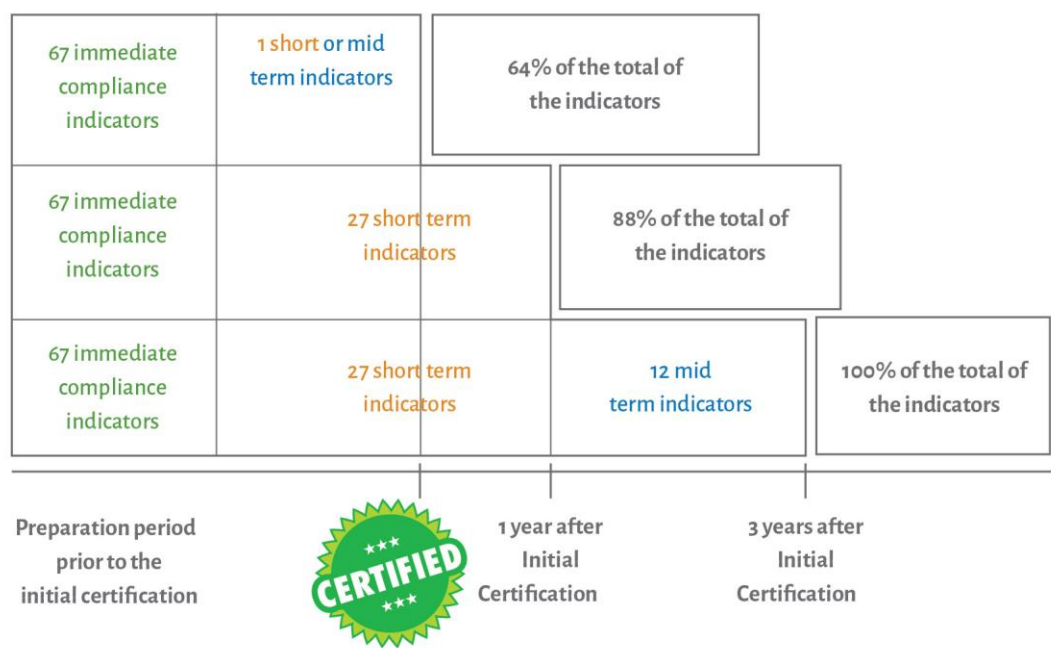 67 immediate
compliance
indicators
1 short or mid
term indicators
64% of the total of
the indicators
67 immediate
compliance
indicators
27 short term
indicators
88% of the total of
the indicators
67 immediate
compliance
indicators
27 short term
indicators
12 mid
term indicators
100% of the total of
the indicators
Preparation period
prior to the
initial certification
CERTIFIED
1 year after
Initial
Certification
3 years after
Initial
Certification